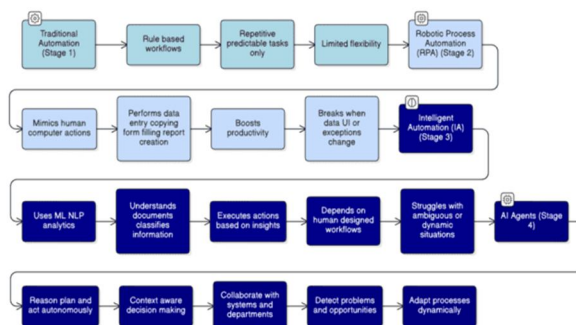 Traditional
Automation
(Stage 1)
Rule based
workflows
Repetitive
predictable tasks
only
Limited flexibility
Robotic Process
Automation
(RPA) (Stage 2)
Mimics human
computer actions
Performs data
entry copying
form filling report
creation
Boosts
productivity
Breaks when
data UI or
exceptions
change
Intelligent
Automation (IA)
(Stage 3)
Uses ML NLP
analytics
Understands
documents
classifies
information
Executes actions
based on insights
Depends on
human designed
workflows
Struggles with
ambiguous or
dynamic
situations
AI Agents (Stage
4)
Reason plan and
act autonomously
Context aware
decision making
Collaborate with
systems and
departments
Detect problems
and opportunities
Adapt processes
dynamically